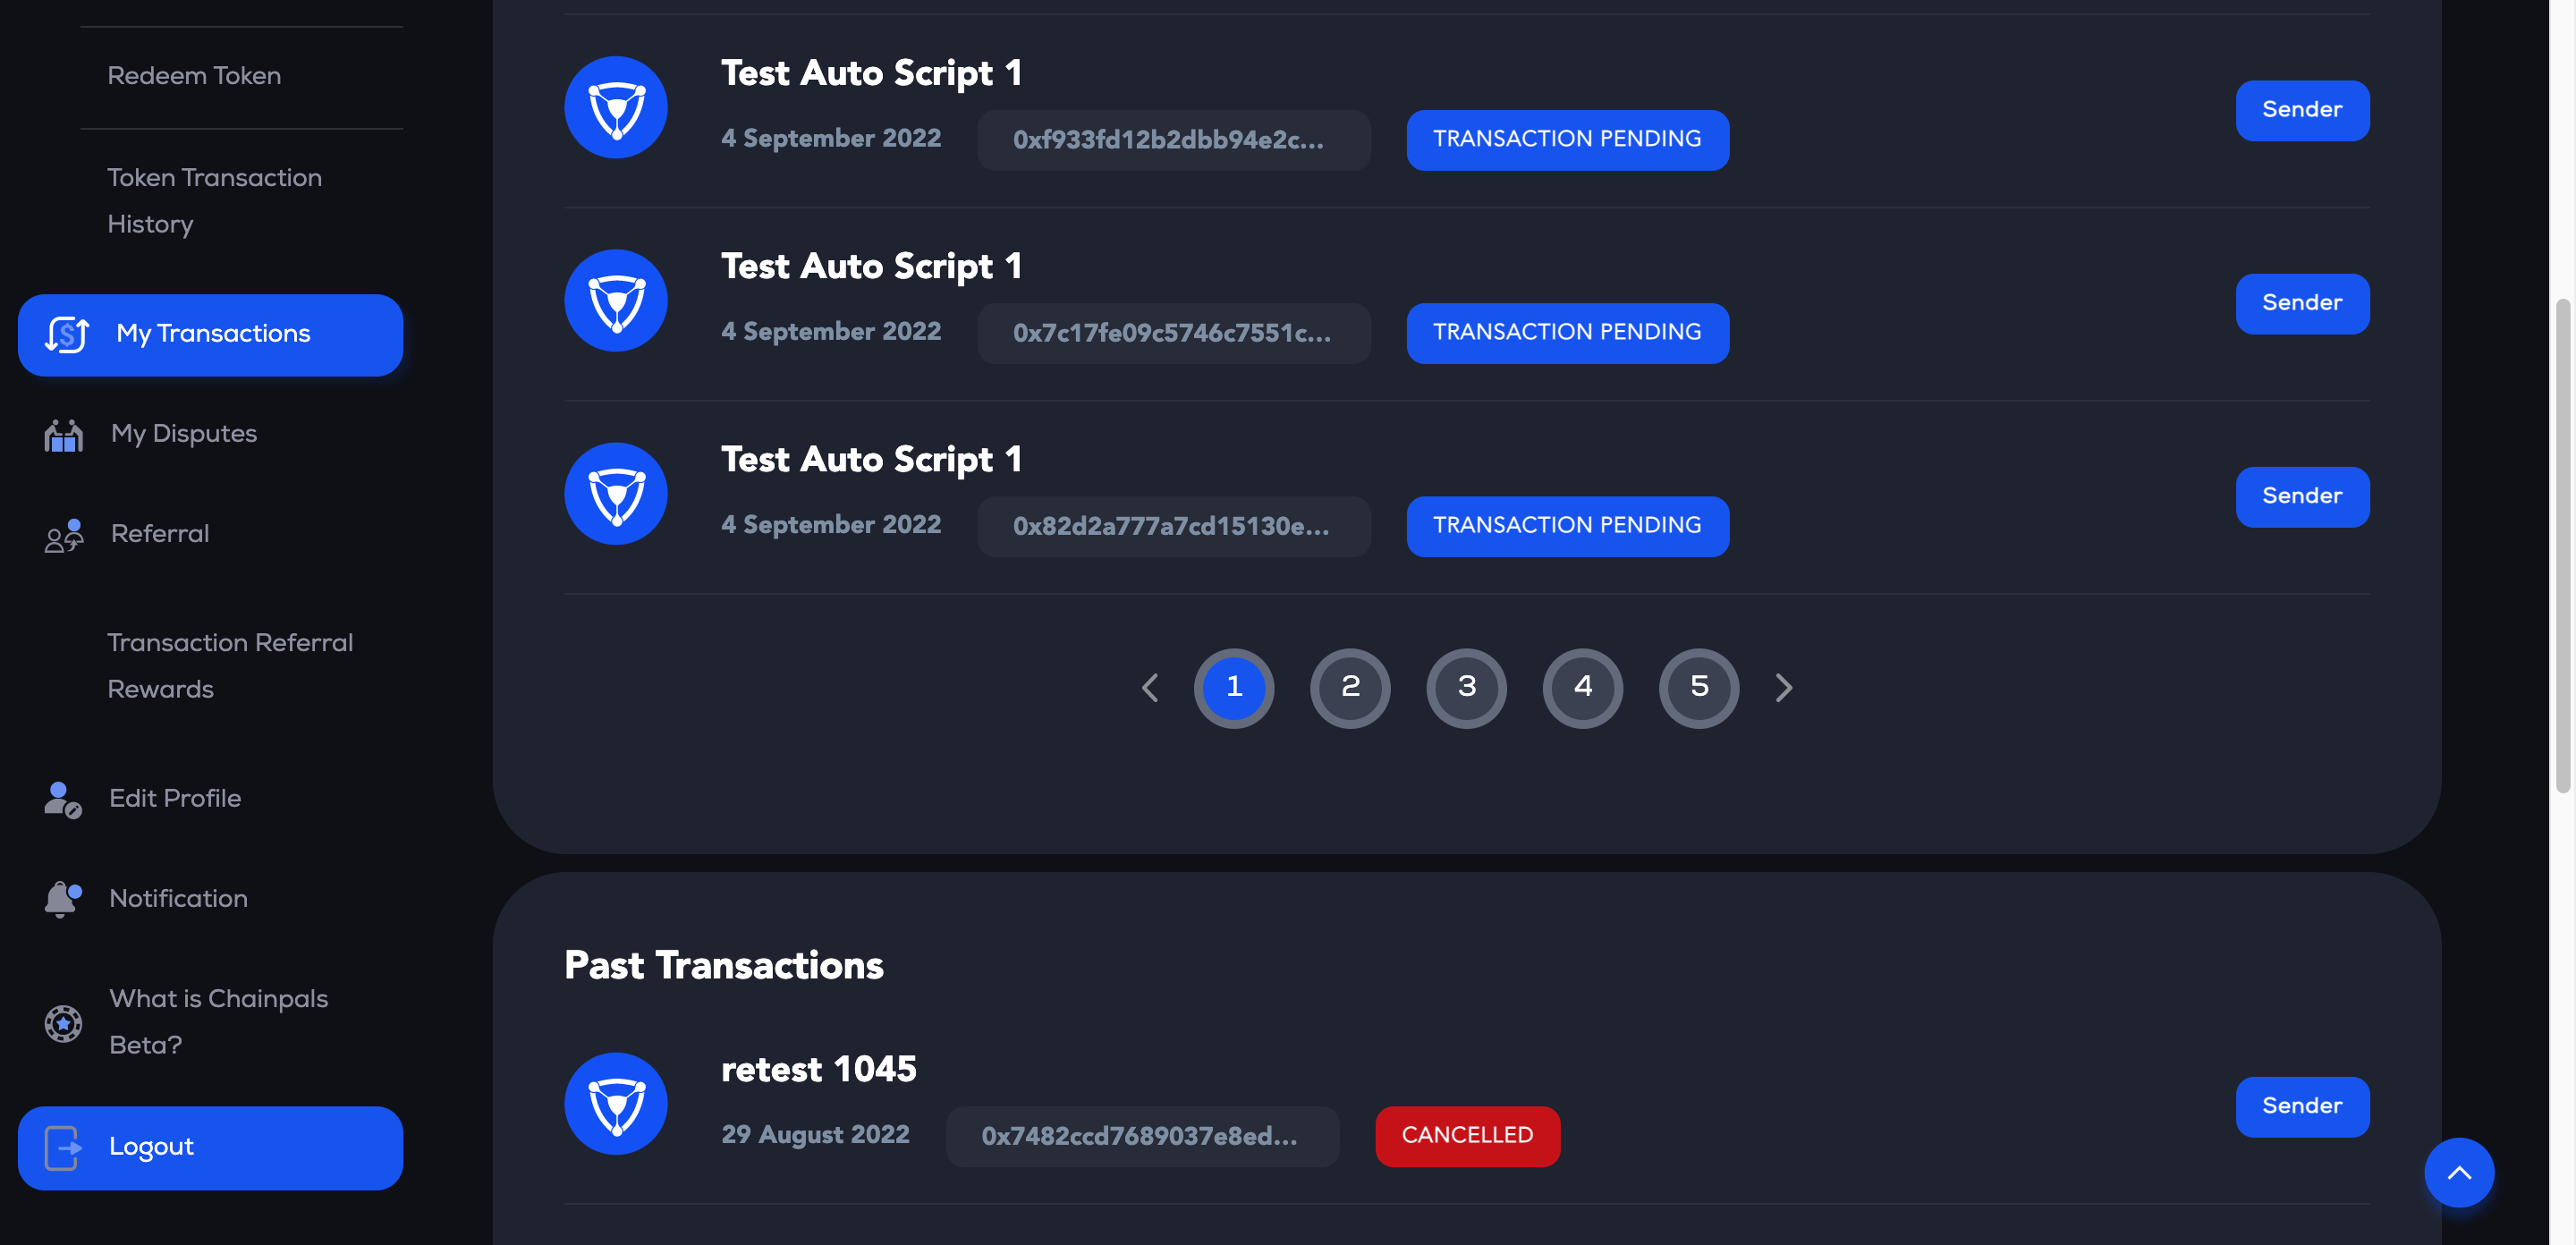 Redeem Token
Token Transaction
History
My Transactions
My Disputes
Referral
Transaction Referral
Rewards
Edit Profile
Notification
What is Chainpals
Beta?
Logout
Test Auto Script 1
4 September 2022 0xf933fd12b2dbb94e2c... TRANSACTION PENDING
Sender
Test Auto Script 1
4 September 2022 0x7c17fe09c5746c7551c... TRANSACTION PENDING
Sender
Test Auto Script 1
4 September 2022 0x82d2a777a7cd15130e... TRANSACTION PENDING
Sender
1 2 3 4 5
Past Transactions
retest 1045
29 August 2022 0x7482ccd7689037e8ed... CANCELLED
Sender